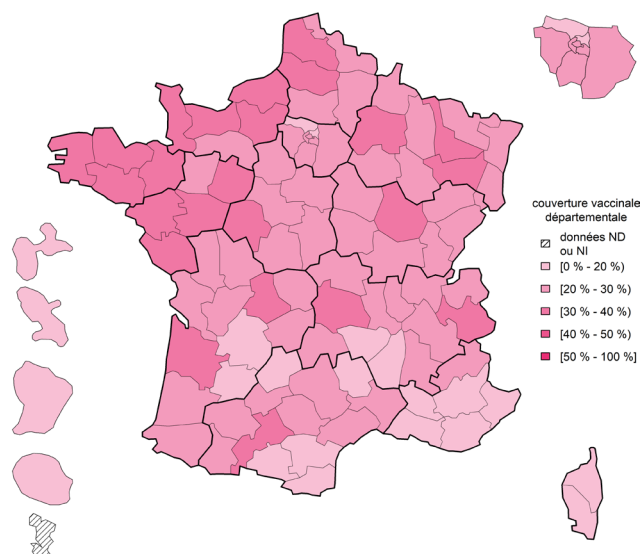 couverture vaccinale
départementale
données ND
ou NI
[0 % - 20 %)
[20 % - 30 %)
[30 % - 40 %)
[40 % - 50 %)
[50 % - 100 %]